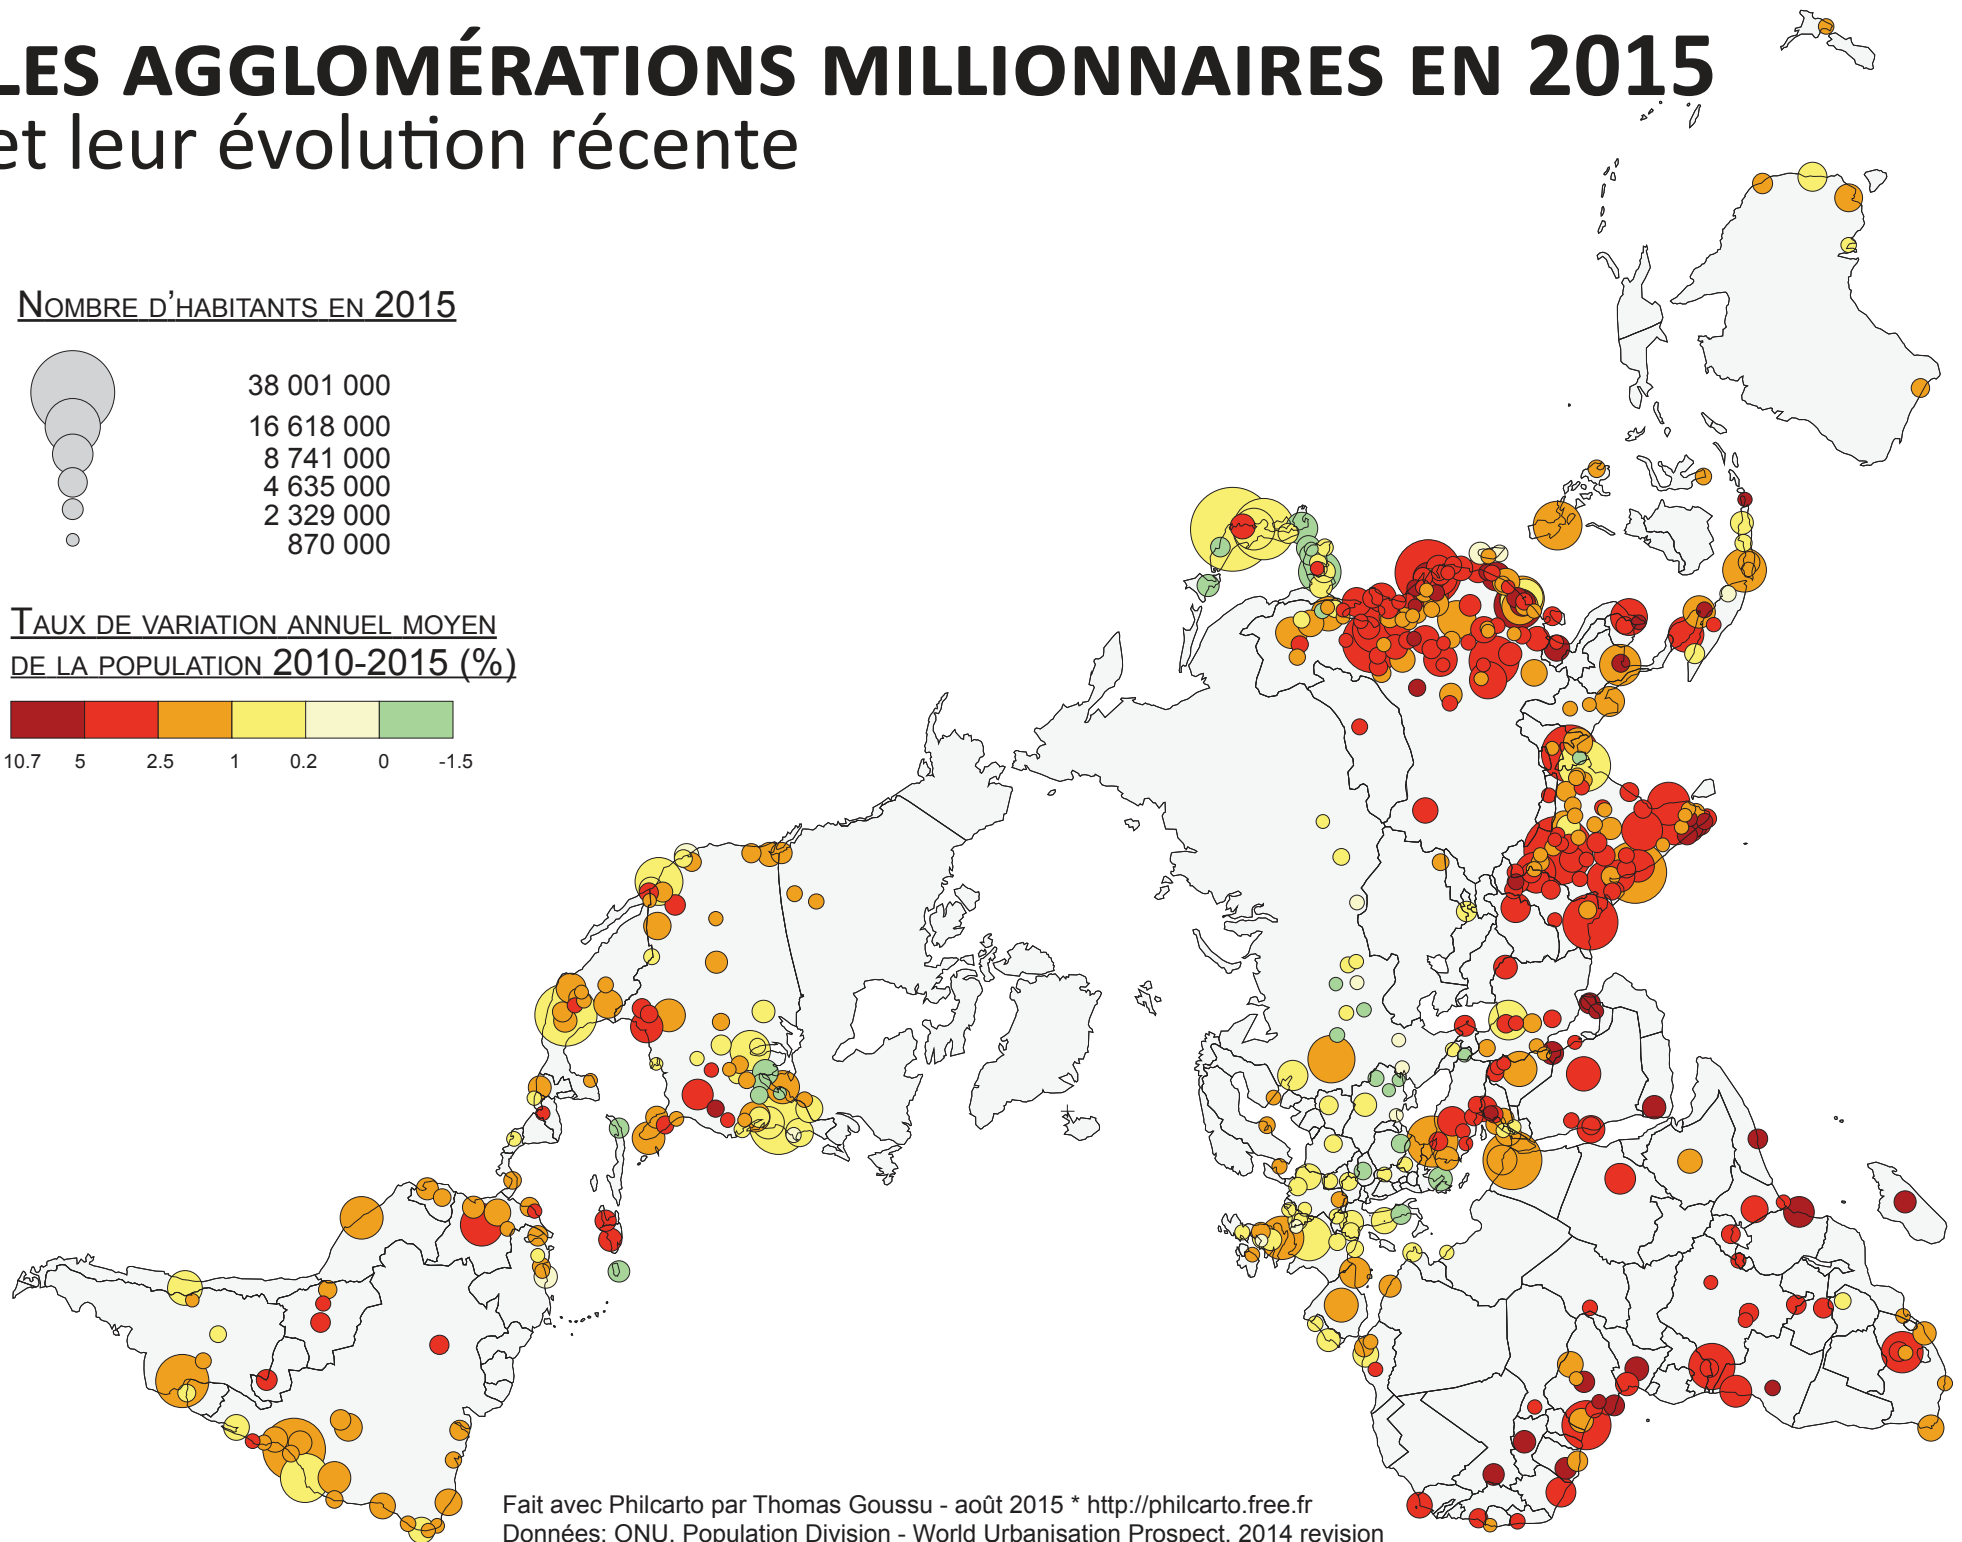 LES AGGLOMÉRATIONS MILLIONNAIRES EN 2015
et leur évolution récente
NOMBRE D'HABITANTS EN 2015
38 001 000
16 618 000
8 741 000
4 635 000
2 329 000
870 000
TAUX DE VARIATION ANNUEL MOYEN
DE LA POPULATION 2010-2015 (%)
10.7 5 2.5 1 0.2 0 -1.5
Fait avec Philcarto par Thomas Goussu - août 2015 * http://philcarto.free.fr
Données: ONU, Population Division - World Urbanisation Prospect, 2014 revision